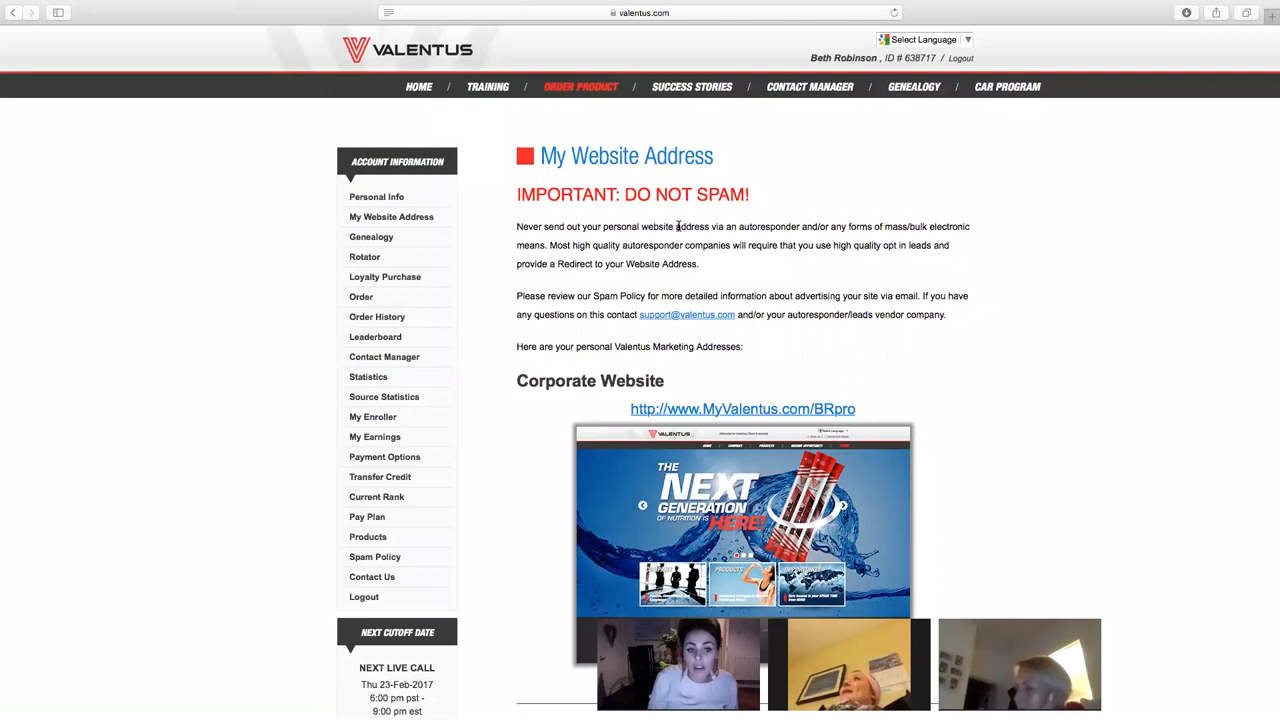 valentus.com
VALENTUS
Select Language ▼
Beth Robinson , ID # 638717 / Logout
HOME / TRAINING / ORDER PRODUCT / SUCCESS STORIES / CONTACT MANAGER / GENEALOGY / CAR PROGRAM
ACCOUNT INFORMATION
Personal Info
My Website Address
Genealogy
Rotator
Loyalty Purchase
Order
Order History
Leaderboard
Contact Manager
Statistics
Source Statistics
My Enroller
My Earnings
Payment Options
Transfer Credit
Current Rank
Pay Plan
Products
Spam Policy
Contact Us
Logout
NEXT CUTOFF DATE
NEXT LIVE CALL
Thu 23-Feb-2017
6:00 pm pst -
9:00 pm est
My Website Address
IMPORTANT: DO NOT SPAM!
Never send out your personal website address via an autoresponder and/or any forms of mass/bulk electronic
means. Most high quality autoresponder companies will require that you use high quality opt in leads and
provide a Redirect to your Website Address.
Please review our Spam Policy for more detailed information about advertising your site via email. If you have
any questions on this contact support@valentus.com and/or your autoresponder/leads vendor company.
Here are your personal Valentus Marketing Addresses:
Corporate Website
http://www.MyValentus.com/BRpro
VALENTUS
THE
NEXT
GENERATION
OF NUTRITION IS HERE!
COMPANY
PRODUCTS
OPPORTUNITY